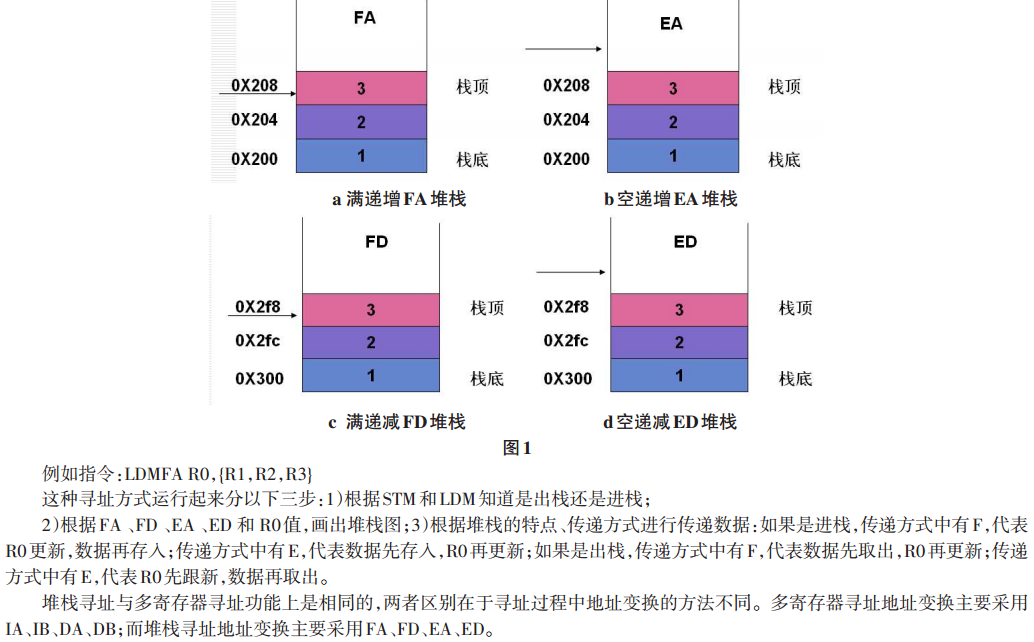 FA
EA
0X208
3
栈顶
0X208
3
栈顶
0X204
2
0X204
2
0X200
1
栈底
0X200
1
栈底
a 满递增FA堆栈
b空递增EA堆栈
FD
ED
0X2f8
3
栈顶
0X2f8
3
栈顶
0X2fc
2
0X2fc
2
0X300
1
栈底
0X300
1
栈底
c 满递减FD堆栈
d空递减ED堆栈
图1
例如指令:LDMFA R0,{R1,R2,R3}
这种寻址方式运行起来分以下三步:1)根据STM和LDM知道是出栈还是进栈;
2)根据FA 、FD 、EA 、ED 和 R0值,画出堆栈图;3)根据堆栈的特点、传递方式进行传递数据:如果是进栈,传递方式中有F,代表
R0更新,数据再存入;传递方式中有E,代表数据先存入,R0再更新;如果是出栈,传递方式中有F,代表数据先取出,R0再更新;传递
方式中有E,代表R0先跟新,数据再取出。
堆栈寻址与多寄存器寻址功能上是相同的,两者区别在于寻址过程中地址变换的方法不同。多寄存器寻址地址变换主要采用
IA、IB、DA、DB;而堆栈寻址地址变换主要采用FA、FD、EA、ED。